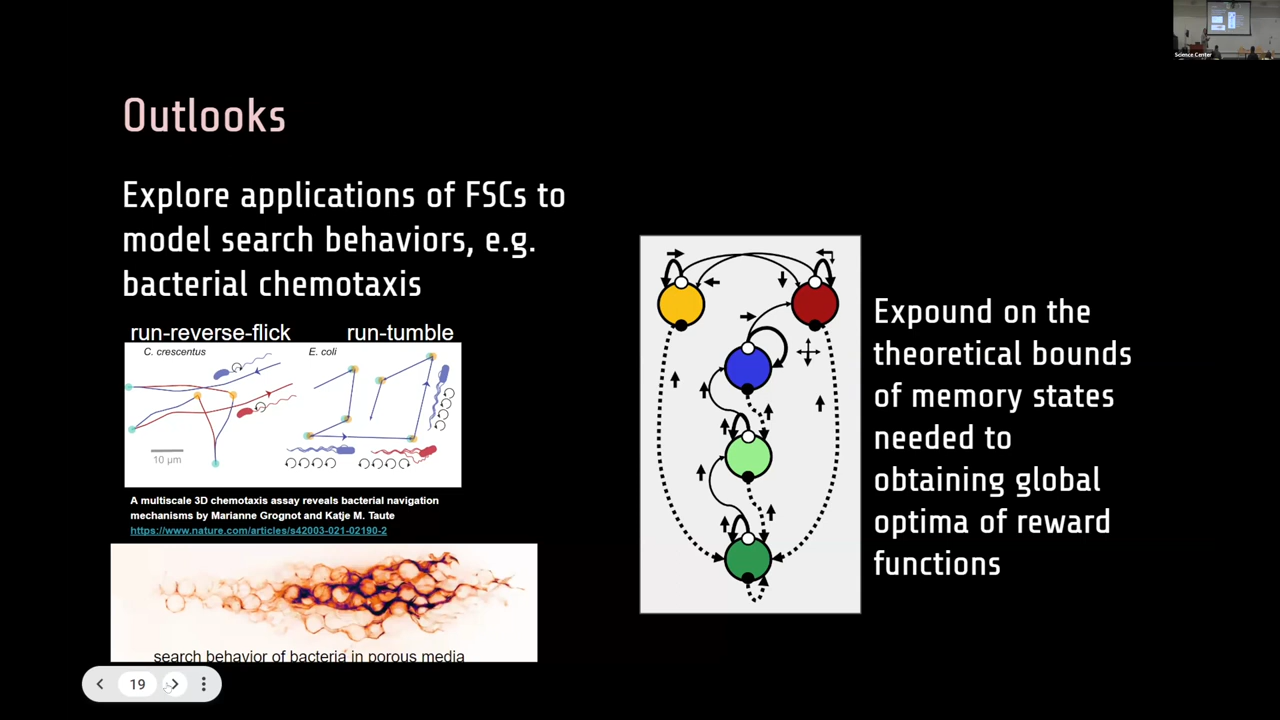 Science Center
Outlooks
Explore applications of FSCs to
model search behaviors, e.g.
bacterial chemotaxis
run-reverse-flick run-tumble
C. crescentus E. coli
10 μm
A multiscale 3D chemotaxis assay reveals bacterial navigation
mechanisms by Marianne Grognot and Katje M. Taute
https://www.nature.com/articles/s42003-021-02190-2
search behavior of bacteria in porous media
Expound on the
theoretical bounds
of memory states
needed to
obtaining global
optima of reward
functions
19